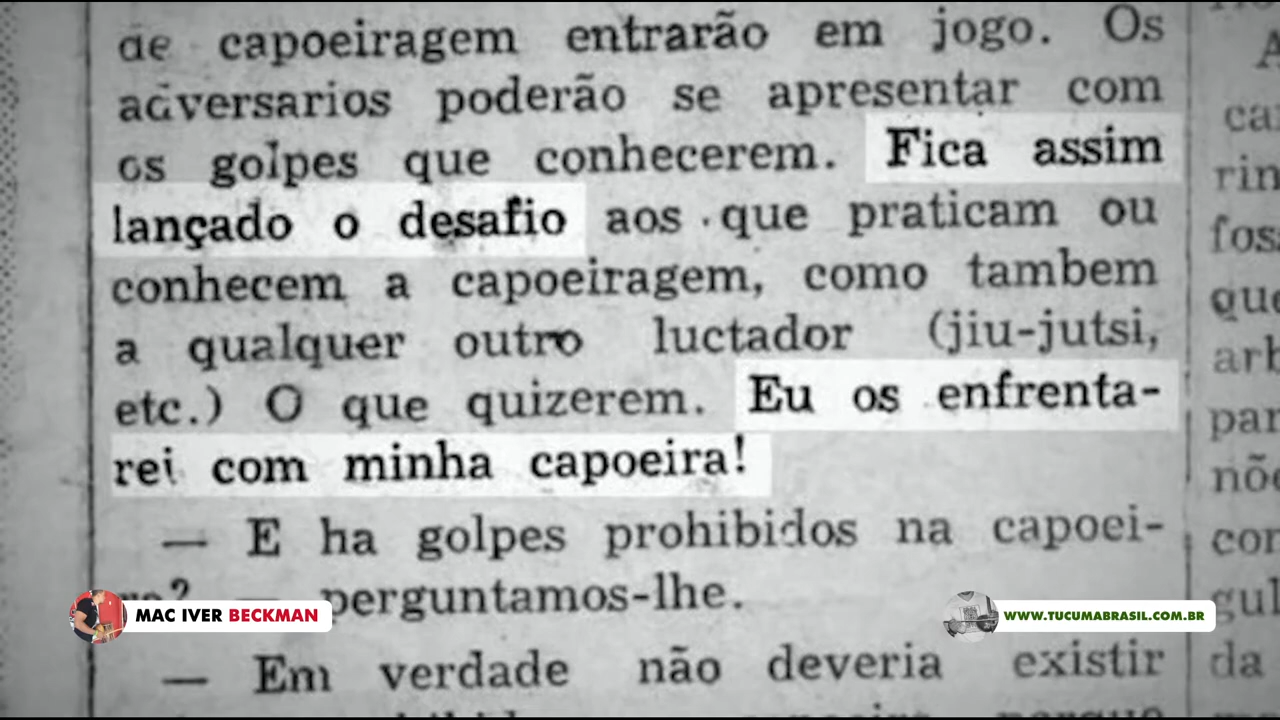 de capoeiragem entrarão em jogo. Os
adversarios poderão se apresentar com
os golpes que conhecerem. Fica assim
lançado o desafio aos que praticam ou
conhecem a capoeiragem, como tambem
a qualquer outro luctador (jiu-jutsi,
etc.) O que quizerem. Eu os enfrenta-
rei com minha capoeira!
— E ha golpes prohibidos na capoei-
ra? — perguntamos-lhe.
— Em verdade não deveria existir
MAC IVER BECKMAN
WWW.TUCUMABRASIL.COM.BR